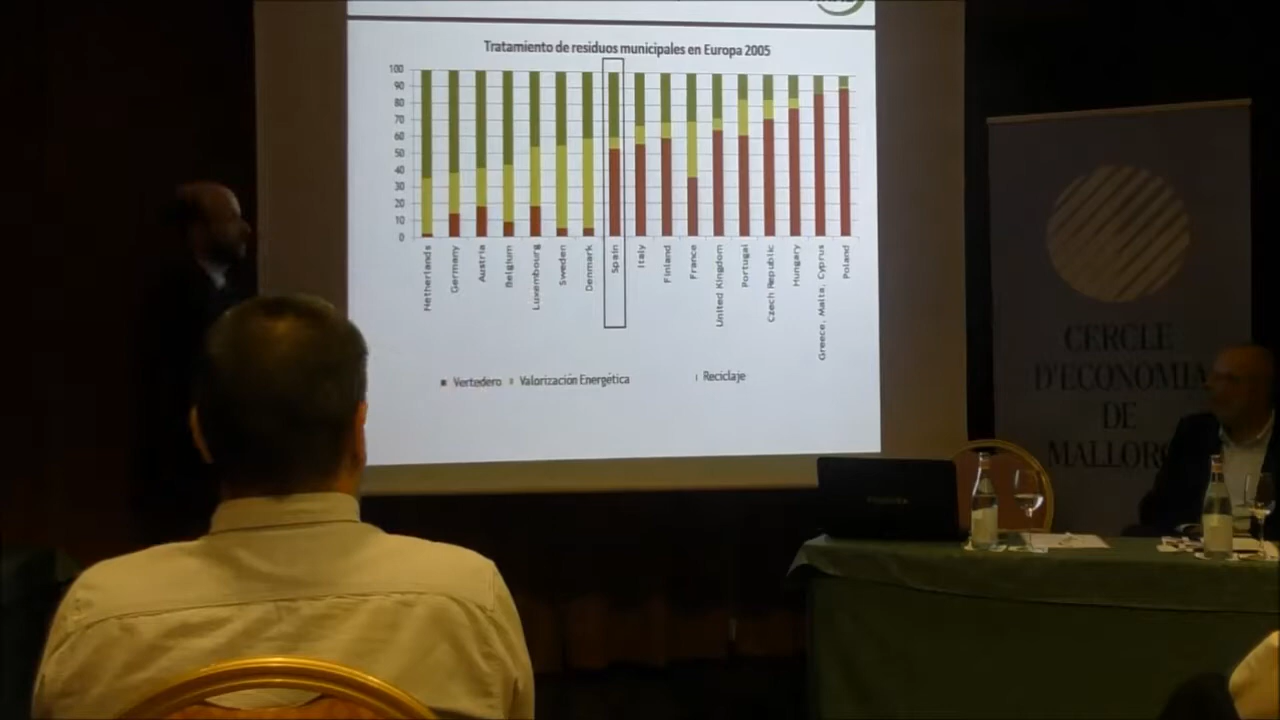 Tratamiento de residuos municipales en Europa 2005
100
90
80
70
60
50
40
30
20
10
0
Netherlands
Germany
Austria
Belgium
Luxembourg
Sweden
Denmark
Spain
Italy
Finland
France
United Kingdom
Portugal
Czech Republic
Hungary
Greece, Malta, Cyprus
Poland
Vertedero
Valorización Energética
Reciclaje
CERCLE
D'ECONOMIA
DE